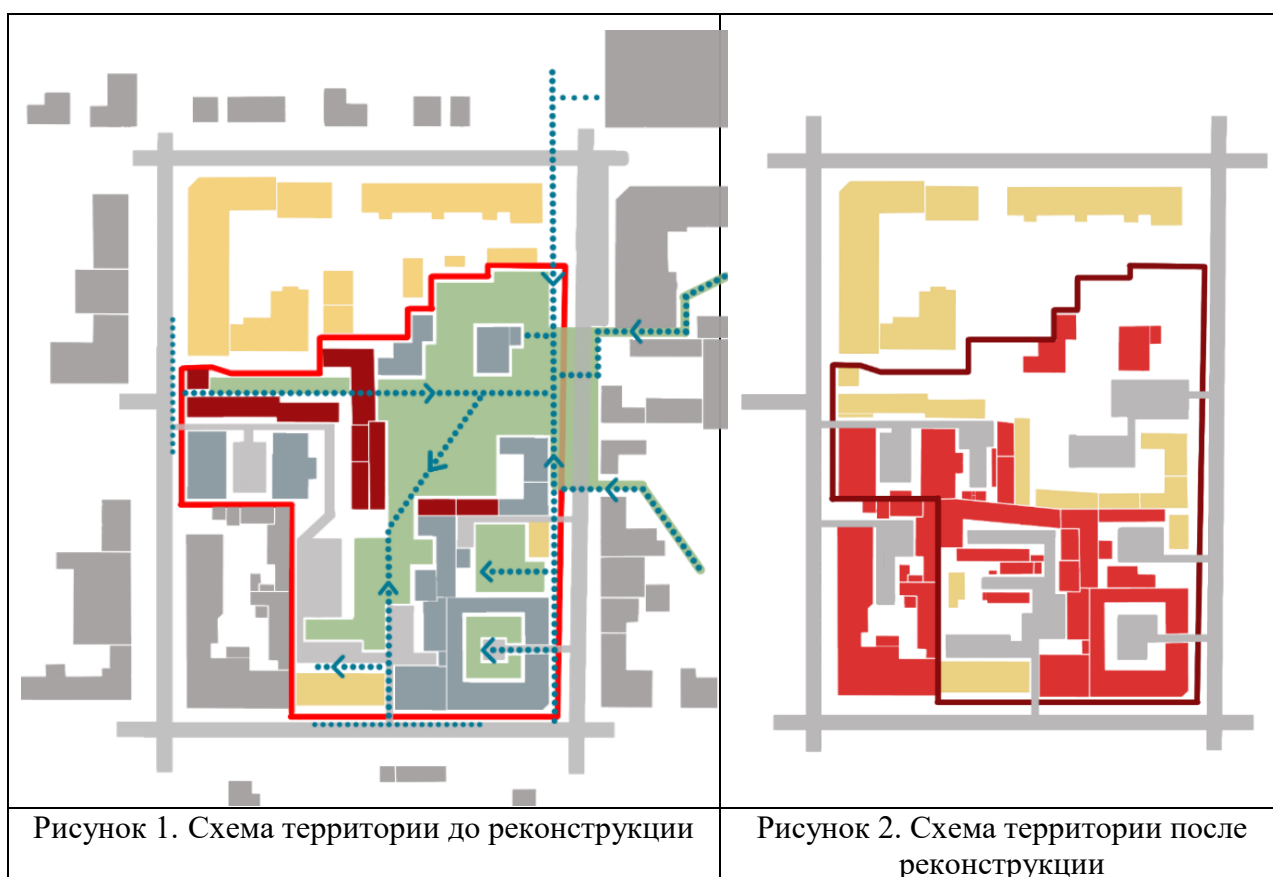 Рисунок 1. Схема территории до реконструкции
Рисунок 2. Схема территории после
реконструкции